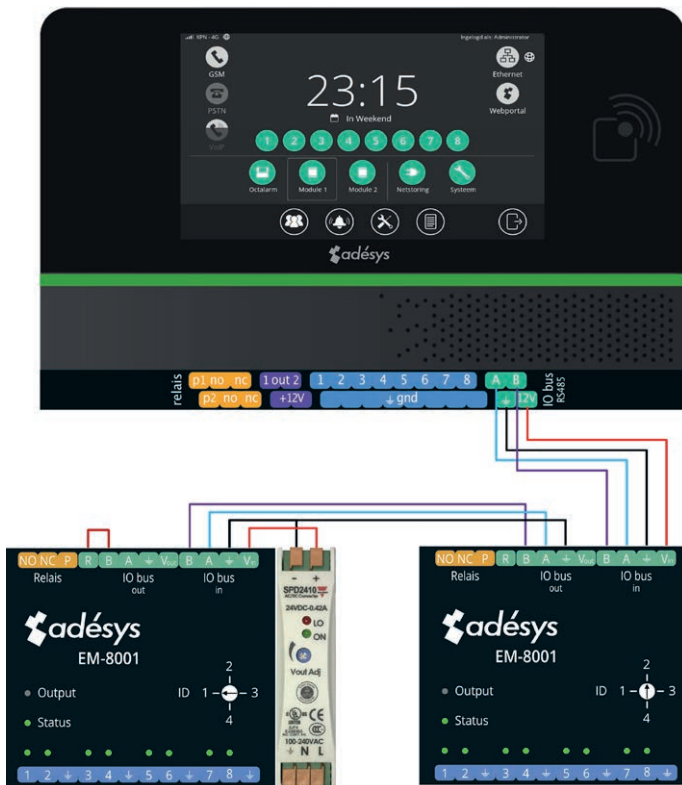 KPN - 4G
Ingelogd als: Administrator
GSM
Ethernet
23:15
PSTN
In Weekend
Webportal
VoIP
1 2 3 4 5 6 7 8
Octalarm Module 1 Module 2 Netstoring Systeem
adésys
relais
p1 no nc 1 out 2 1 2 3 4 5 6 7 8 A B
p2 no nc +12V gnd 12V
IO bus
RS485
NO NC P R B A Vout B A Vin
Relais IO bus out IO bus in
adésys
EM-8001
Output
Status
ID 1 2 3 4
1 2 3 4 5 6 7 8
- +
SPD2410
AC/DC Converter
24VDC-0.42A
LO
ON
Vout Adj
100-240VAC
N L
NO NC P R B A Vout B A Vin
Relais IO bus out IO bus in
adésys
EM-8001
Output
Status
ID 1 2 3 4
1 2 3 4 5 6 7 8